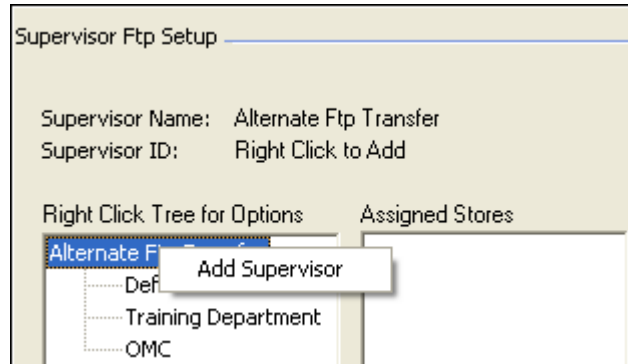 Supervisor Ftp Setup
Supervisor Name: Alternate Ftp Transfer
Supervisor ID: Right Click to Add
Right Click Tree for Options Assigned Stores
Alternate
Add Supervisor
Training Department
OMC